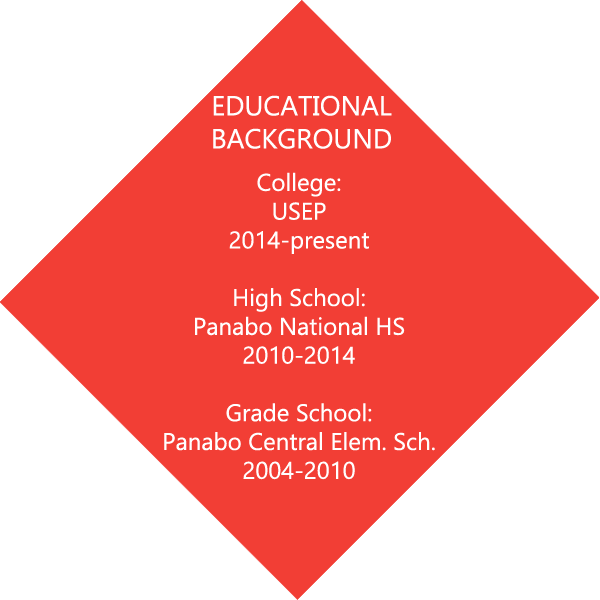 EDUCATIONAL
BACKGROUND
College:
USEP
2014-present
High School:
Panabo National HS
2010-2014
Grade School:
Panabo Central Elem. Sch.
2004-2010